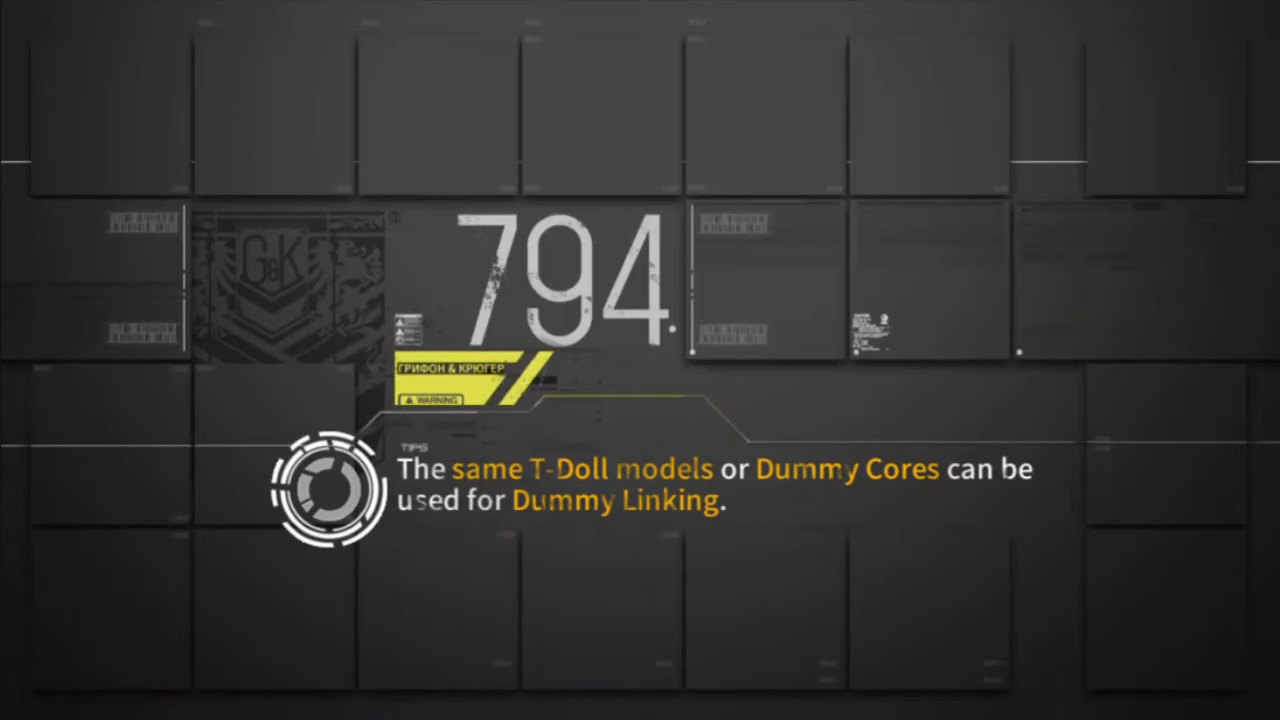 G&K
794.
ГРИФОН & КРЮГЕР
WARNING
TIPS
The same T-Doll models or Dummy Cores can be
used for Dummy Linking.